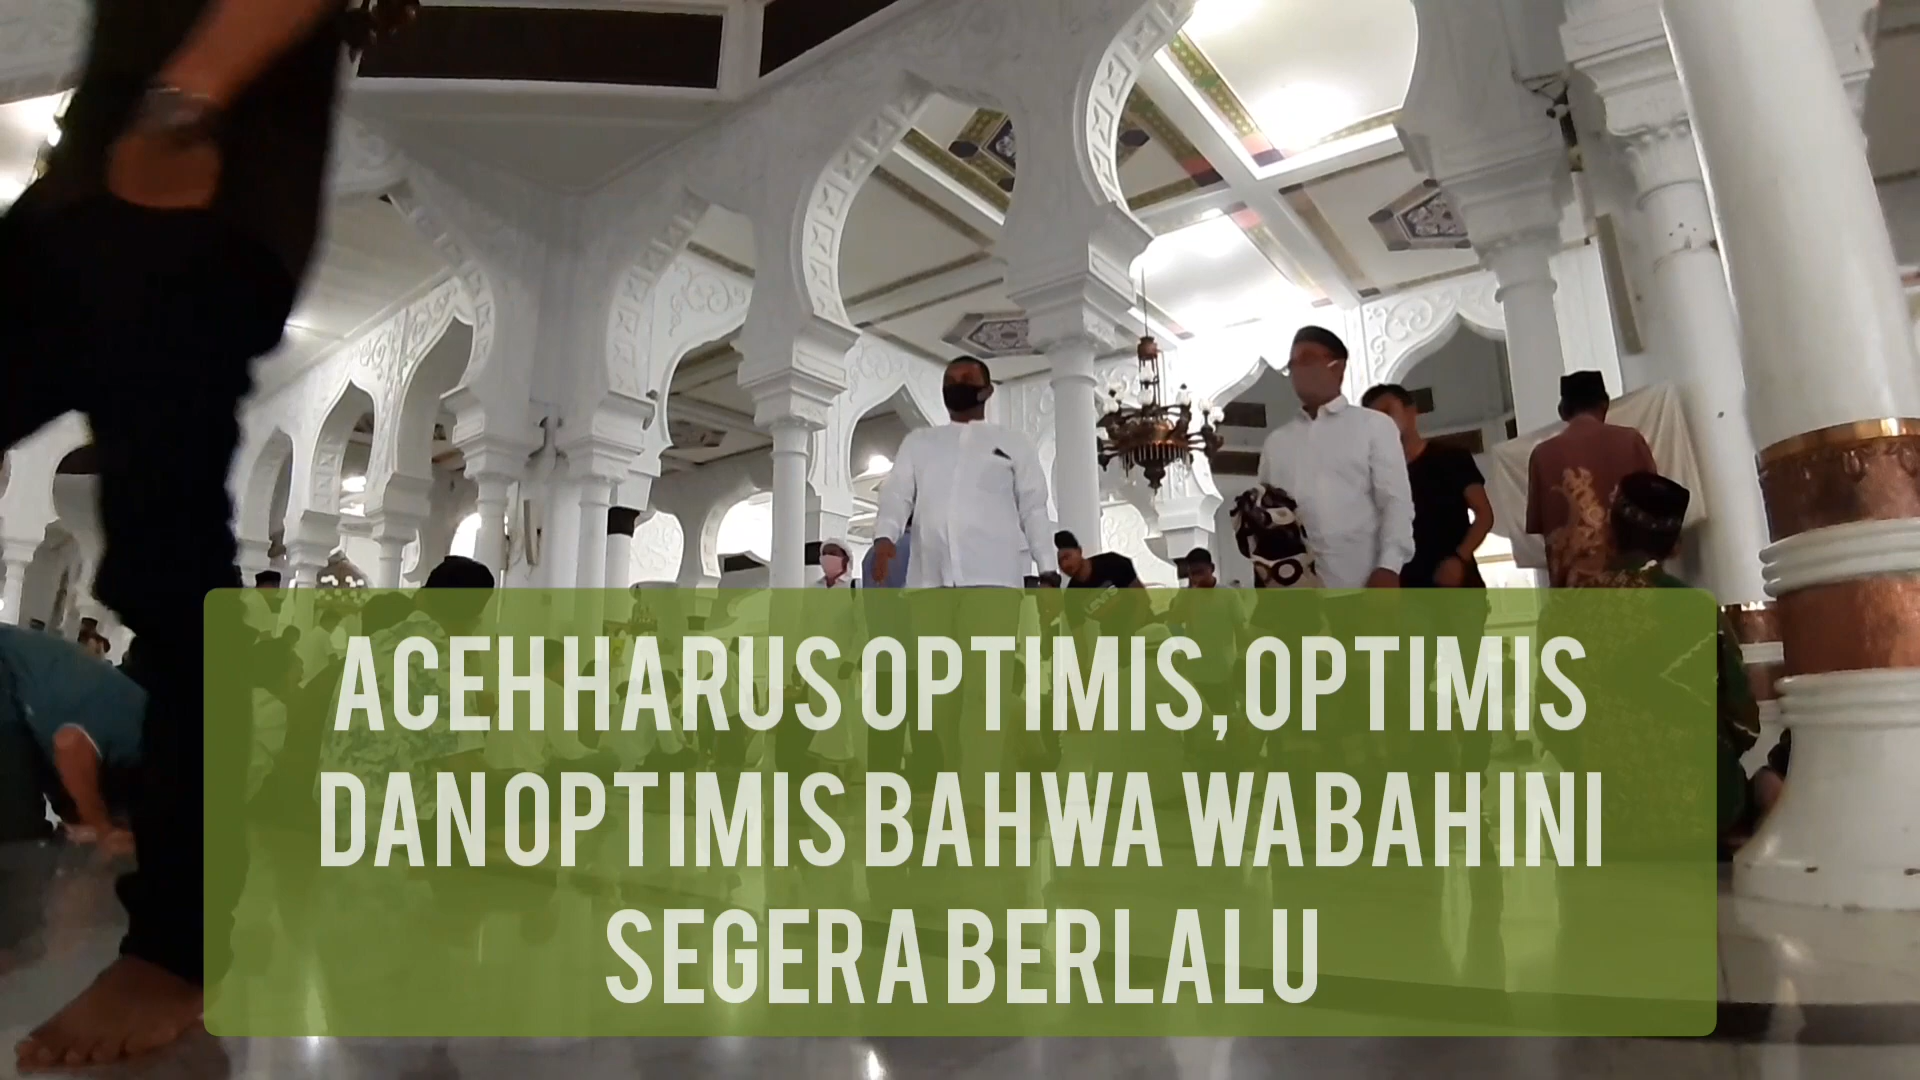 ACEH HARUS OPTIMIS, OPTIMIS
DAN OPTIMIS BAHWA WABAH INI
SEGERA BERLALU